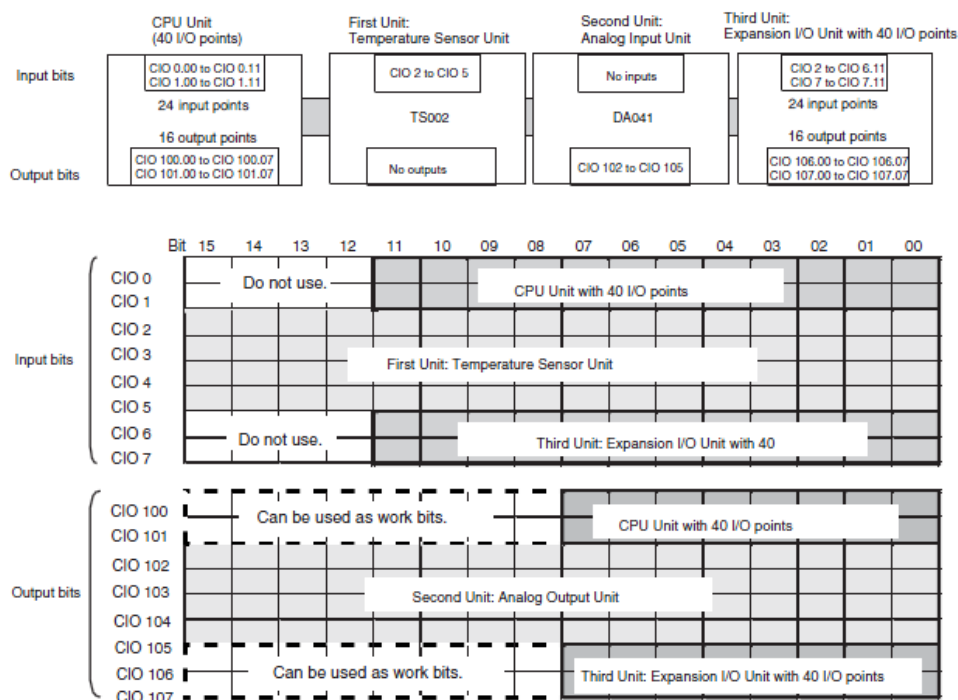 CPU Unit
(40 I/O points)
First Unit:
Temperature Sensor Unit
Second Unit:
Analog Input Unit
Third Unit:
Expansion I/O Unit with 40 I/O points
Input bits
CIO 0.00 to CIO 0.11
CIO 1.00 to CIO 1.11
CIO 2 to CIO 5
No inputs
CIO 2 to CIO 6.11
CIO 7 to CIO 7.11
24 input points
TS002
DA041
24 input points
16 output points
16 output points
Output bits
CIO 100.00 to CIO 100.07
CIO 101.00 to CIO 101.07
No outputs
CIO 102 to CIO 105
CIO 106.00 to CIO 106.07
CIO 107.00 to CIO 107.07
Bit 15 14 13 12 11 10 09 08 07 06 05 04 03 02 01 00
Input bits
CIO 0
Do not use.
CPU Unit with 40 I/O points
CIO 1
CIO 2
CIO 3
First Unit: Temperature Sensor Unit
CIO 4
CIO 5
CIO 6
Do not use.
Third Unit: Expansion I/O Unit with 40
CIO 7
Output bits
CIO 100
Can be used as work bits.
CPU Unit with 40 I/O points
CIO 101
CIO 102
CIO 103
Second Unit: Analog Output Unit
CIO 104
CIO 105
CIO 106
Can be used as work bits.
Third Unit: Expansion I/O Unit with 40 I/O points
CIO 107